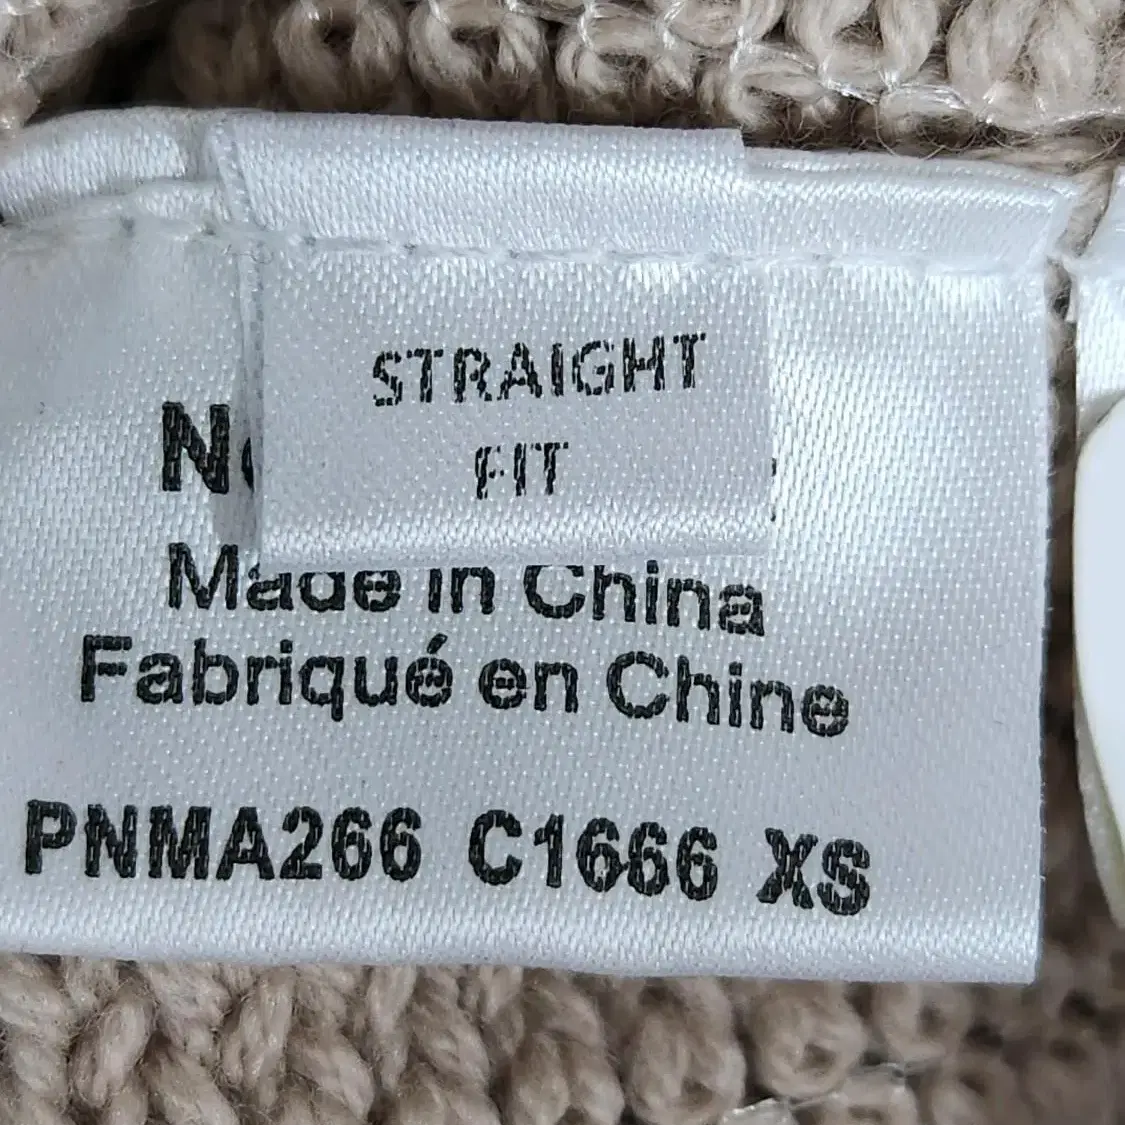 STRAIGHT
FIT
Made in China
Fabriqué en Chine
PNMA266 C1666 XS